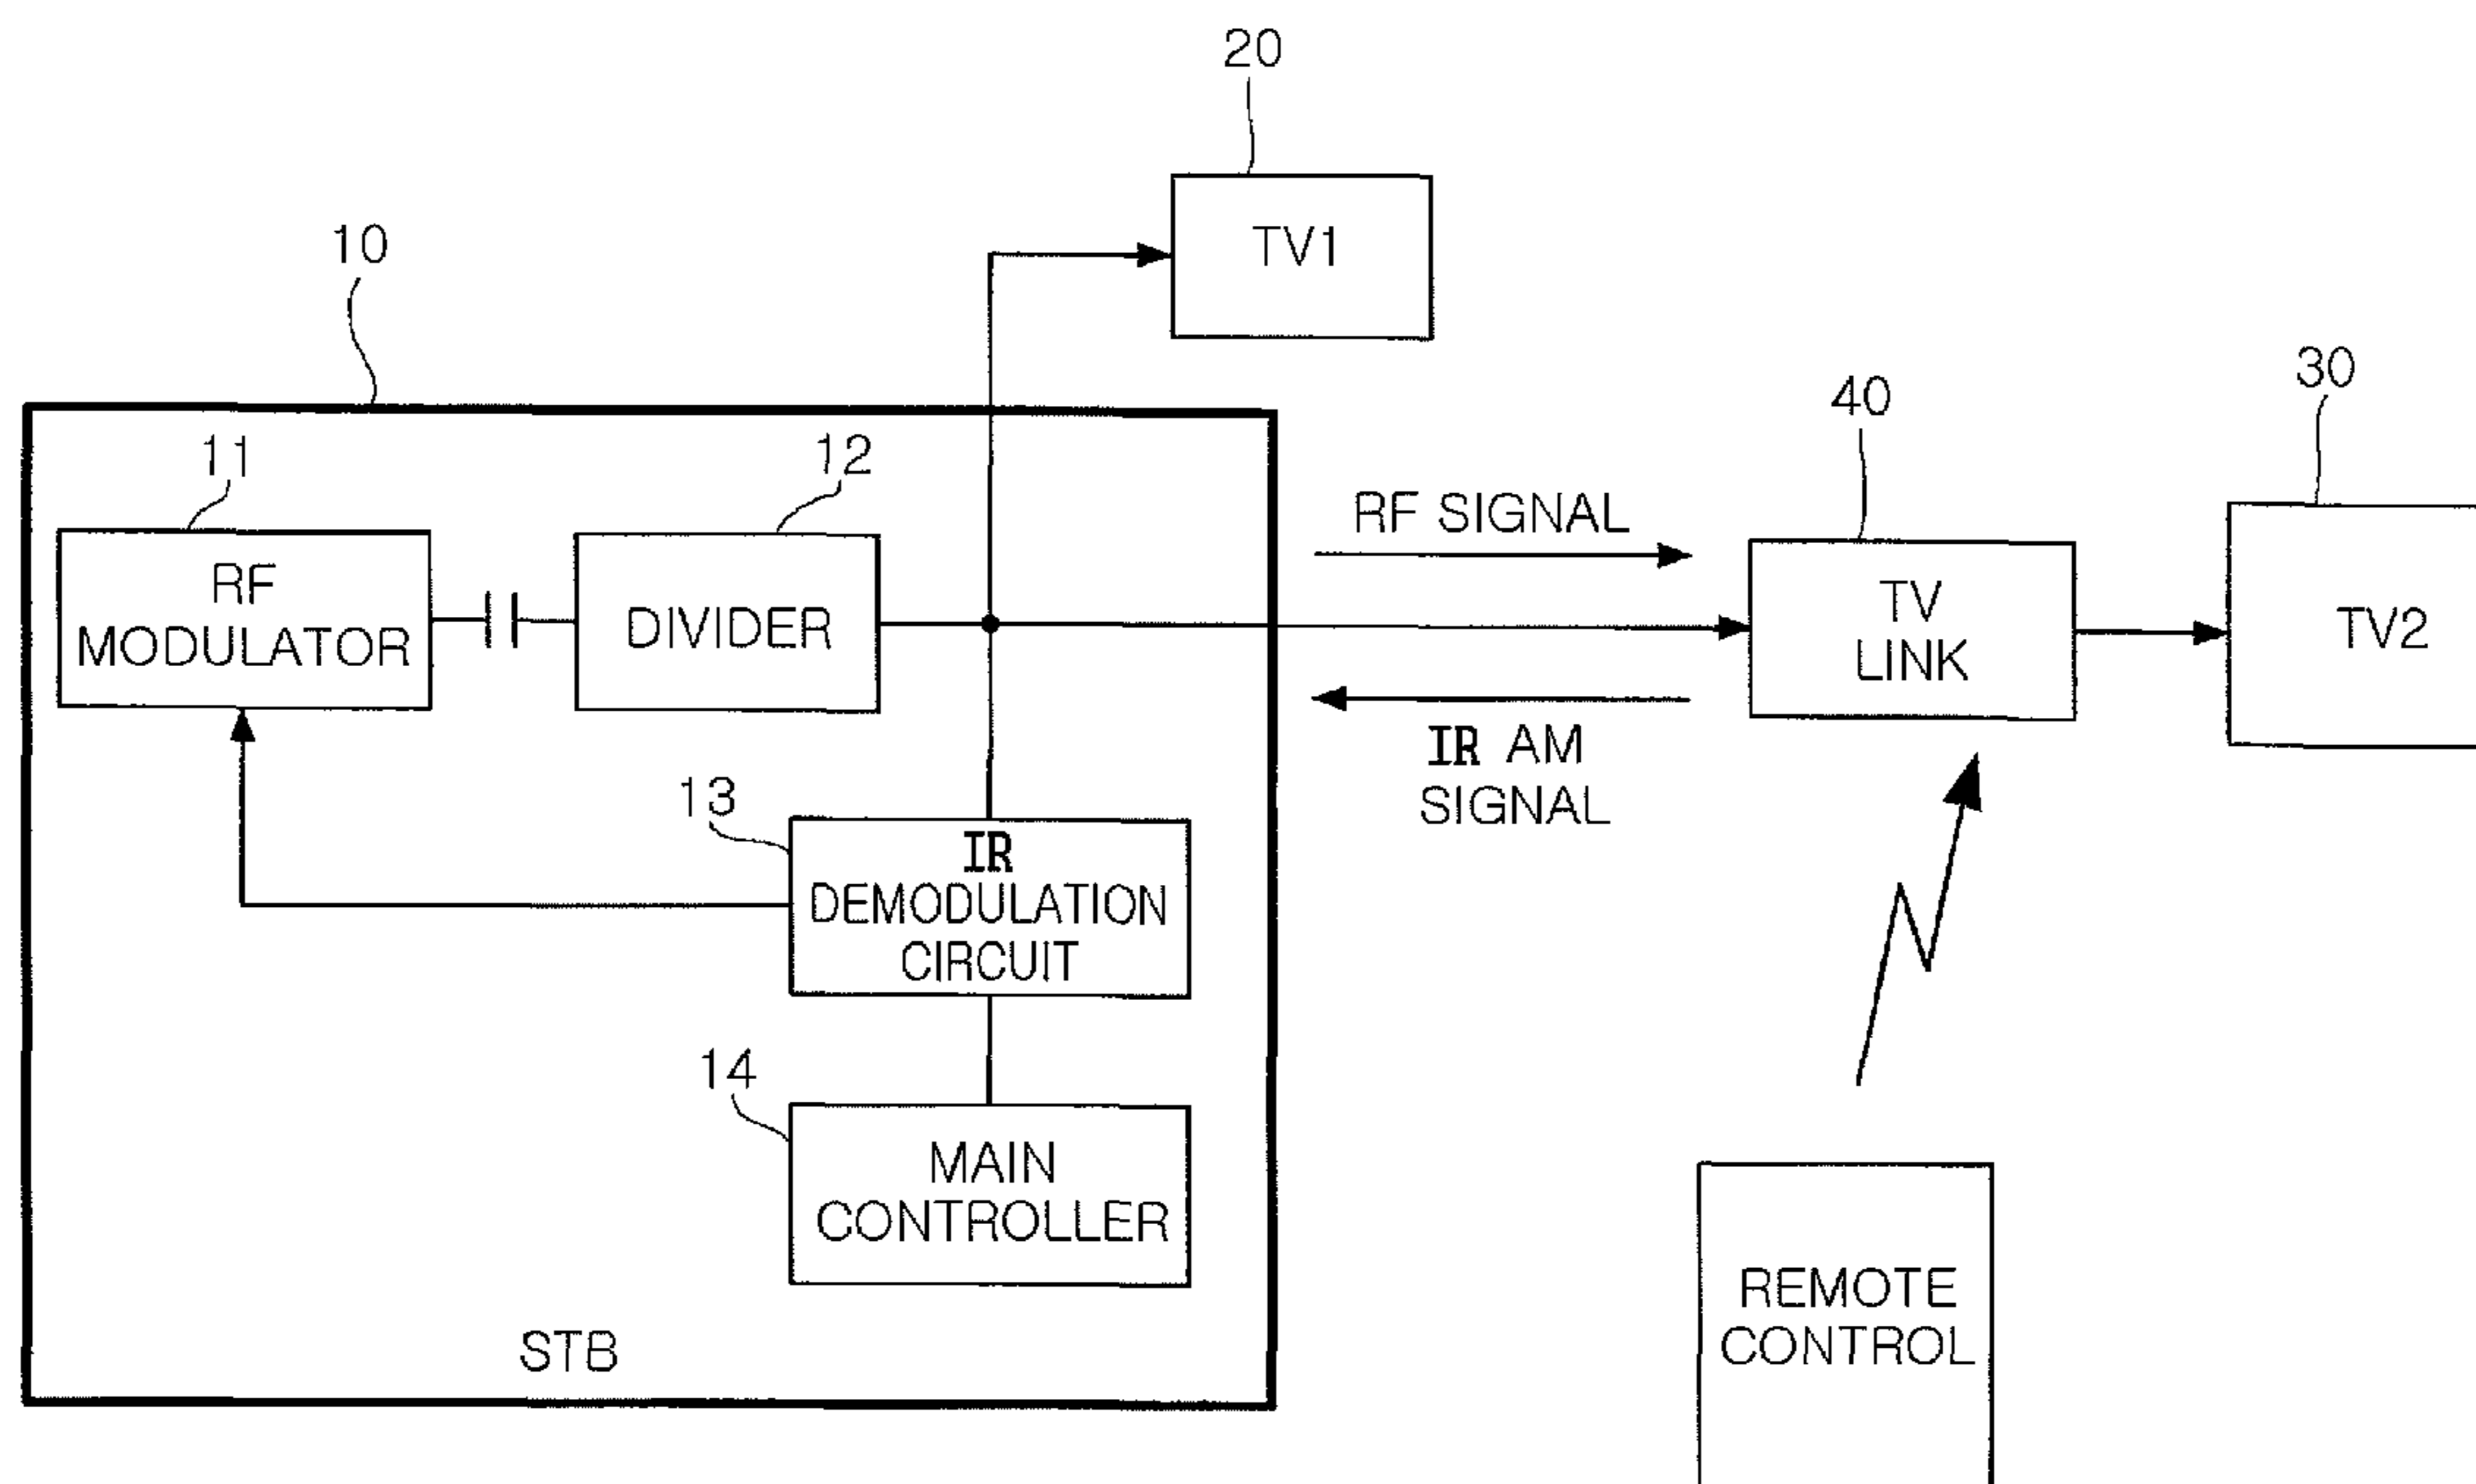 20
TV1
10
30
40
11
12
RF SIGNAL
RF
MODULATOR
DIVIDER
TV
LINK
TV2
IR AM
SIGNAL
13
IR
DEMODULATION
CIRCUIT
14
MAIN
CONTROLLER
REMOTE
CONTROL
STB